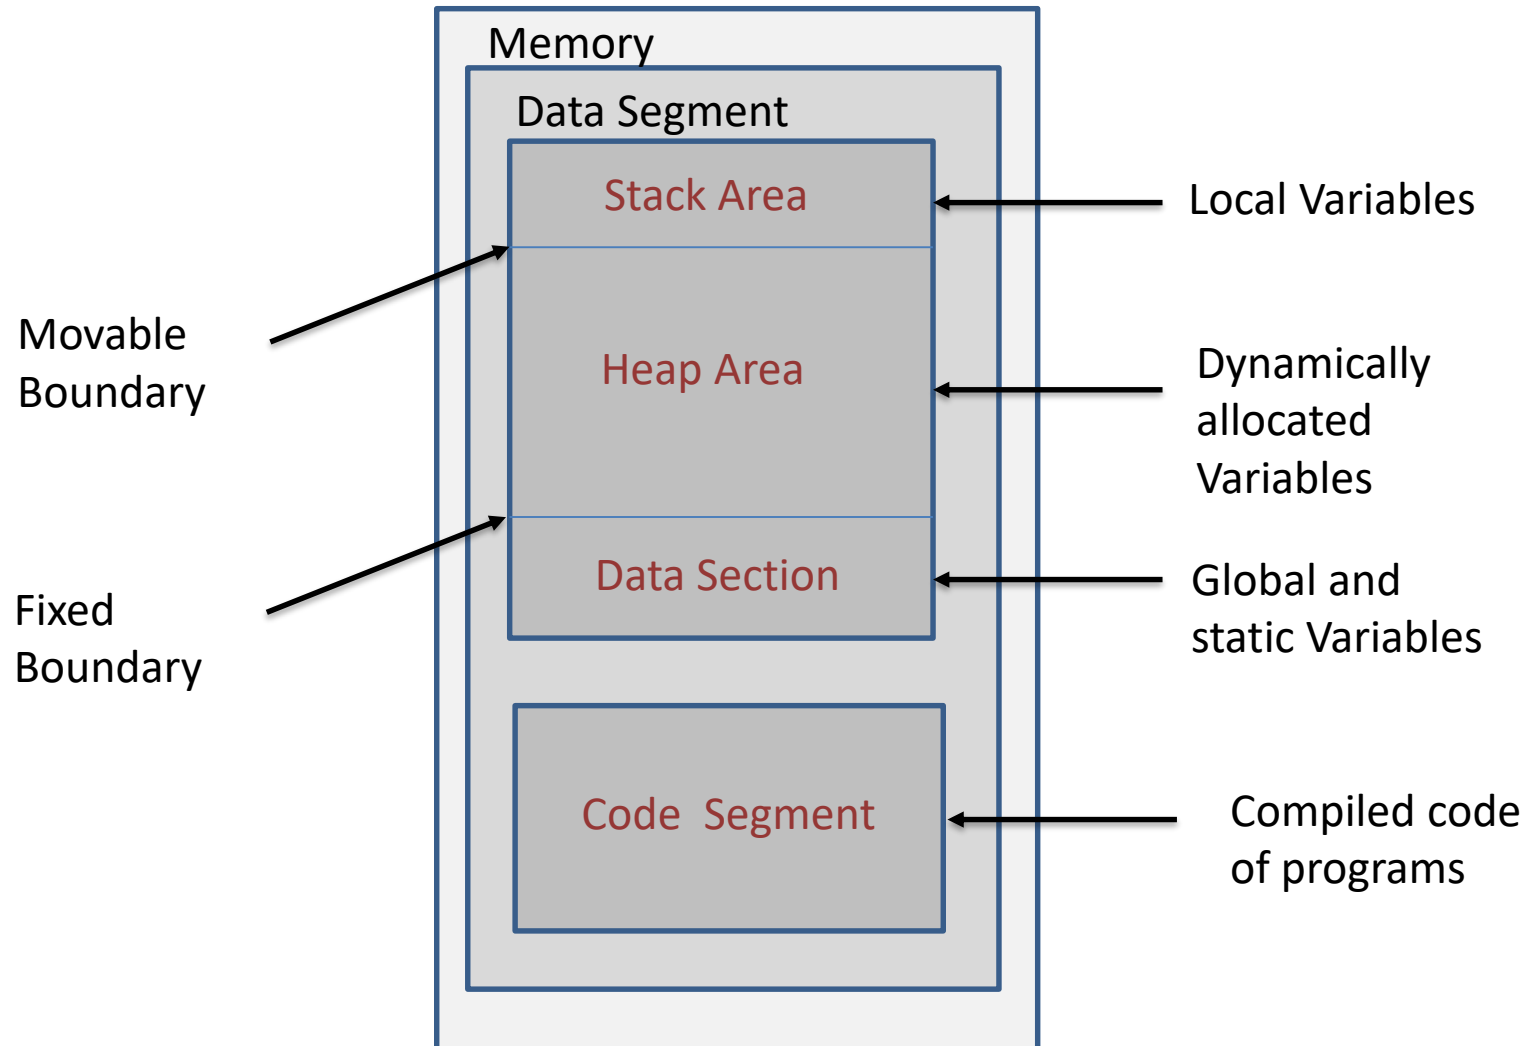 Memory
Data Segment
Stack Area
Local Variables
Movable
Boundary
Heap Area
Dynamically
allocated
Variables
Fixed
Boundary
Data Section
Global and
static Variables
Code  Segment
Compiled code
of programs